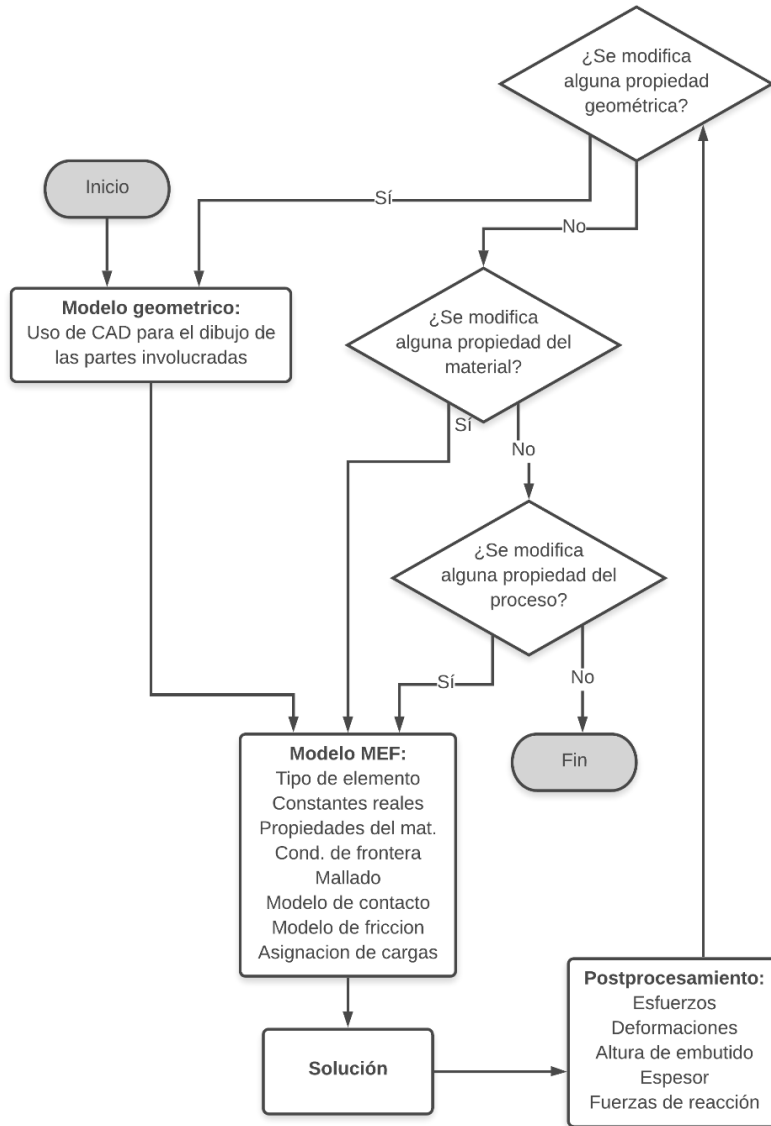 ¿Se modifica
alguna propiedad
geométrica?
Inicio
Sí
No
Modelo geometrico:
Uso de CAD para el dibujo de
las partes involucradas
¿Se modifica
alguna propiedad del
material?
Sí
No
¿Se modifica
alguna propiedad del
proceso?
Sí
No
Modelo MEF:
Tipo de elemento
Constantes reales
Propiedades del mat.
Cond. de frontera
Mallado
Modelo de contacto
Modelo de friccion
Asignacion de cargas
Fin
Solución
Postprocesamiento:
Esfuerzos
Deformaciones
Altura de embutido
Espesor
Fuerzas de reacción